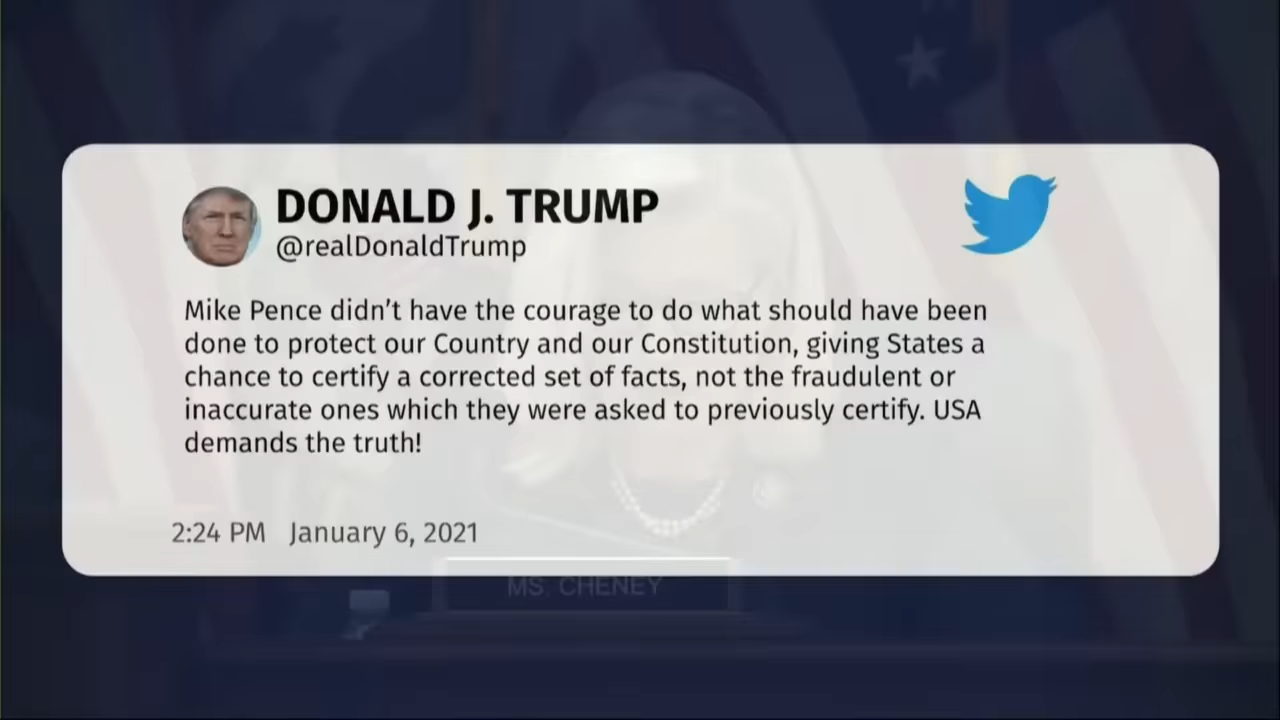 DONALD J. TRUMP
@realDonaldTrump
Mike Pence didn’t have the courage to do what should have been
done to protect our Country and our Constitution, giving States a
chance to certify a corrected set of facts, not the fraudulent or
inaccurate ones which they were asked to previously certify. USA
demands the truth!
2:24 PM January 6, 2021
MS. CHENEY